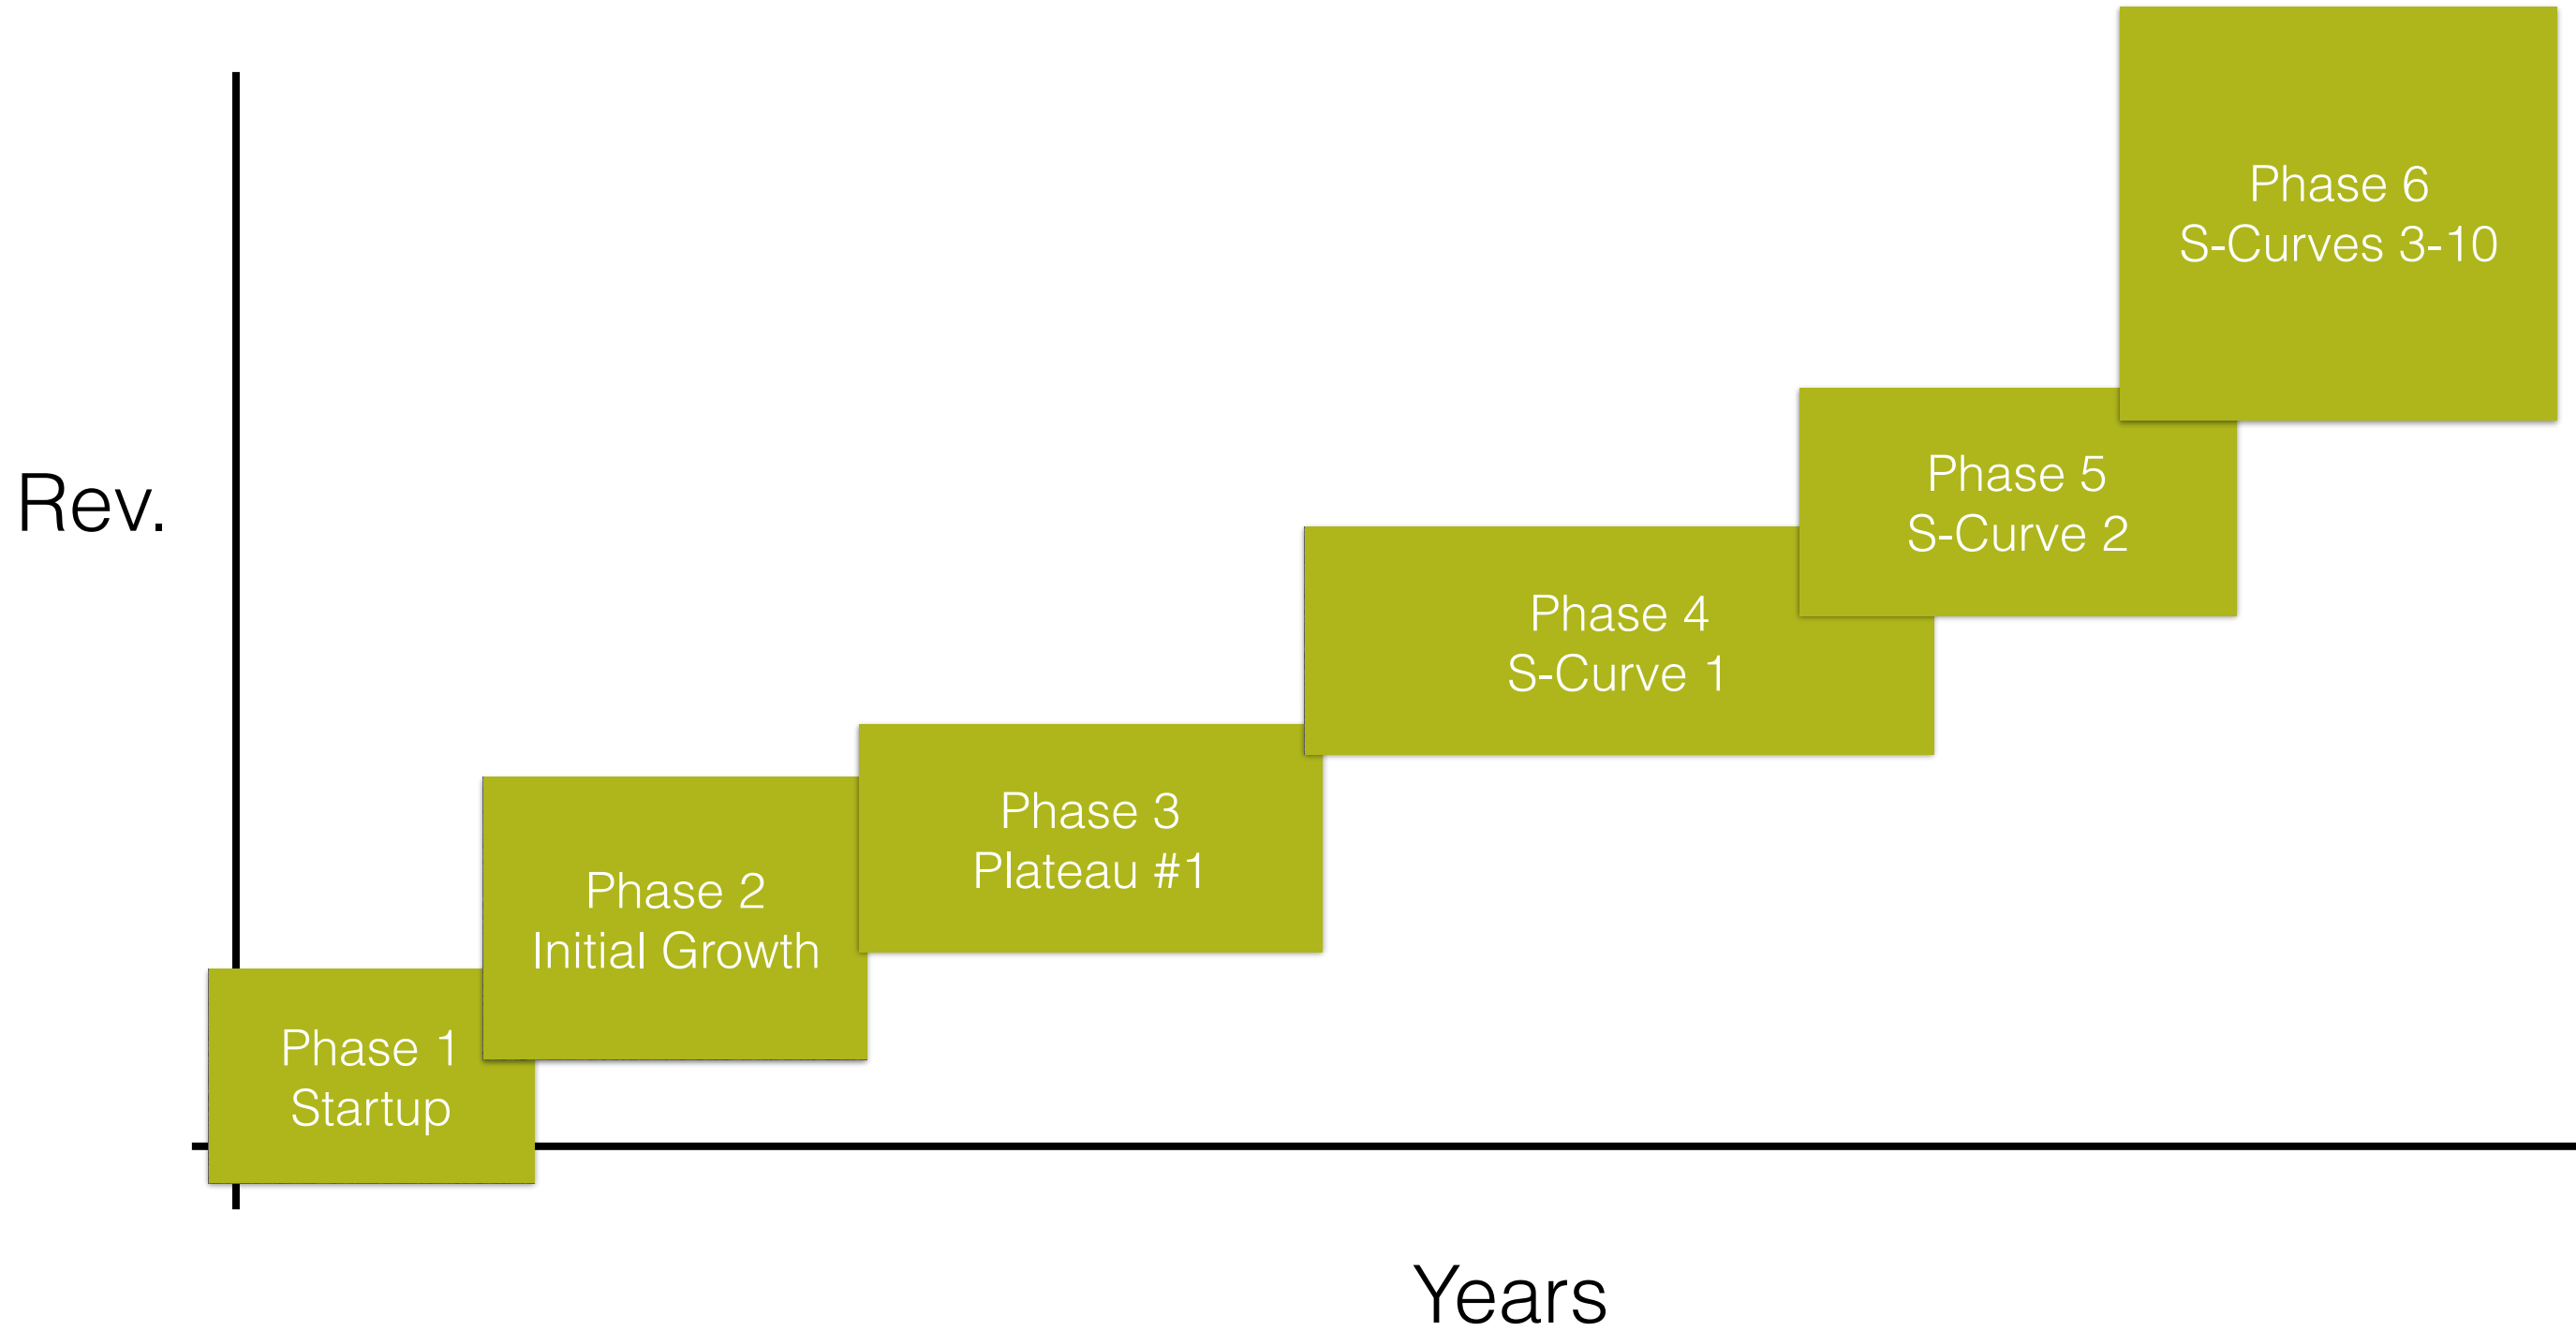 Phase 6
S-Curves 3-10
Rev.
Phase 5
S-Curve 2
Phase 4
S-Curve 1
Phase 3
Plateau #1
Phase 2
Initial Growth
Phase 1
Startup
Years